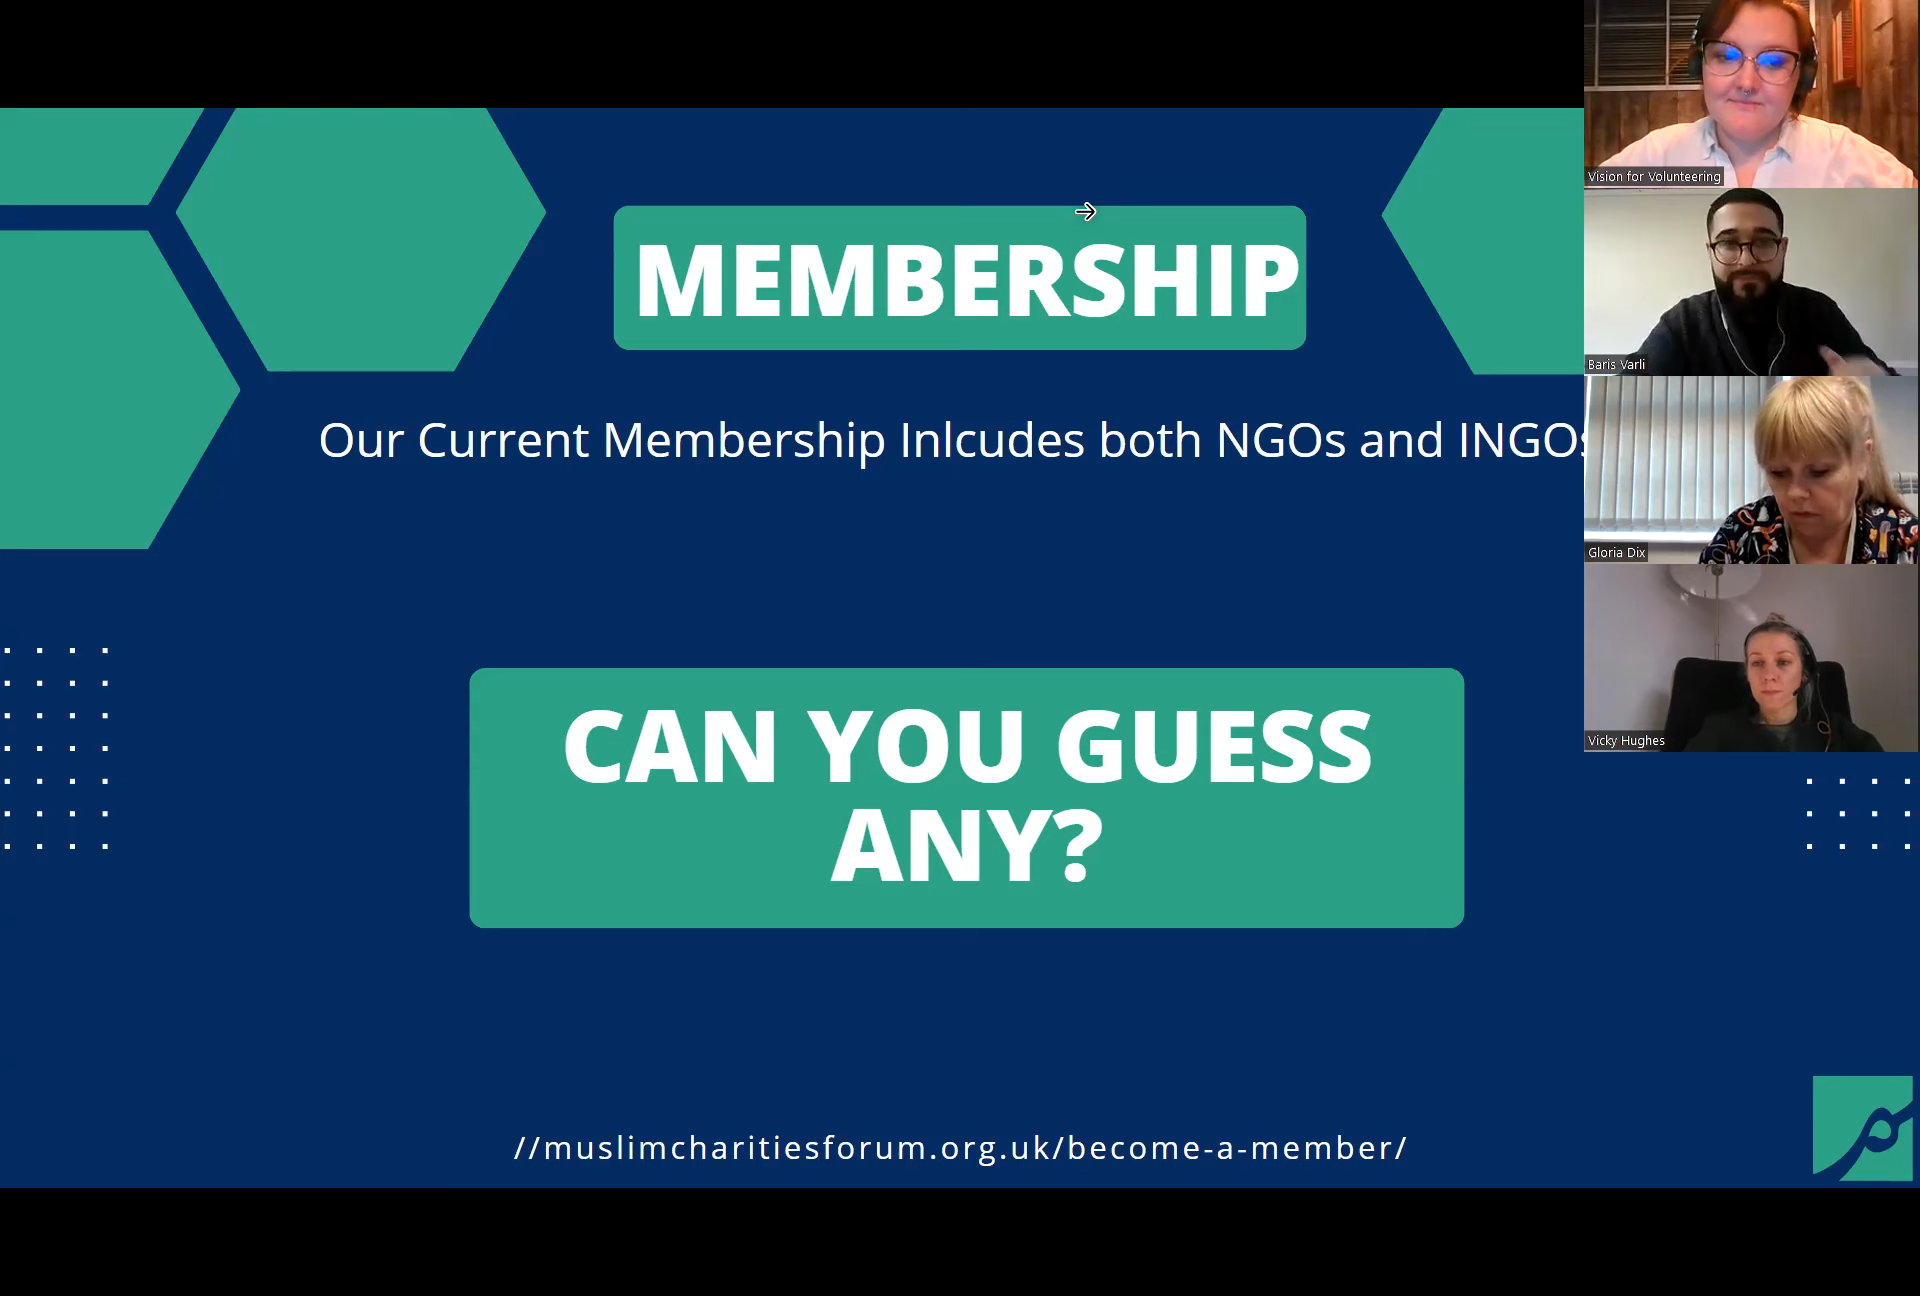 MEMBERSHIP
Our Current Membership Inlcudes both NGOs and INGOs
CAN YOU GUESS
ANY?
//muslimcharitiesforum.org.uk/become-a-member/
Vision for Volunteering
Baris Varli
Gloria Dix
Vicky Hughes